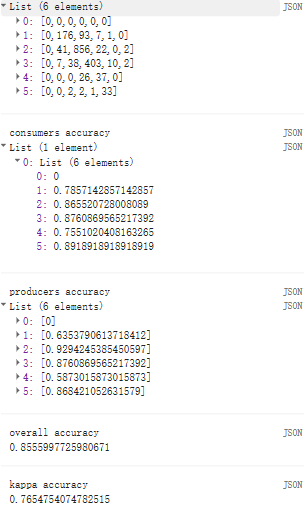 List (6 elements) JSON
0: [0,0,0,0,0,0]
1: [0,176,93,7,1,0]
2: [0,41,856,22,0,2]
3: [0,7,38,403,10,2]
4: [0,0,0,26,37,0]
5: [0,0,2,2,1,33]
consumers accuracy JSON
List (1 element) JSON
0: List (6 elements)
0: 0
1: 0.7857142857142857
2: 0.865520728008089
3: 0.8760869565217392
4: 0.7551020408163265
5: 0.8918918918918919
producers accuracy JSON
List (6 elements) JSON
0: [0]
1: [0.6353790613718412]
2: [0.9294245385450597]
3: [0.8760869565217392]
4: [0.5873015873015873]
5: [0.868421052631579]
overall accuracy JSON
0.8555997725980671
kappa accuracy JSON
0.7654754074782515